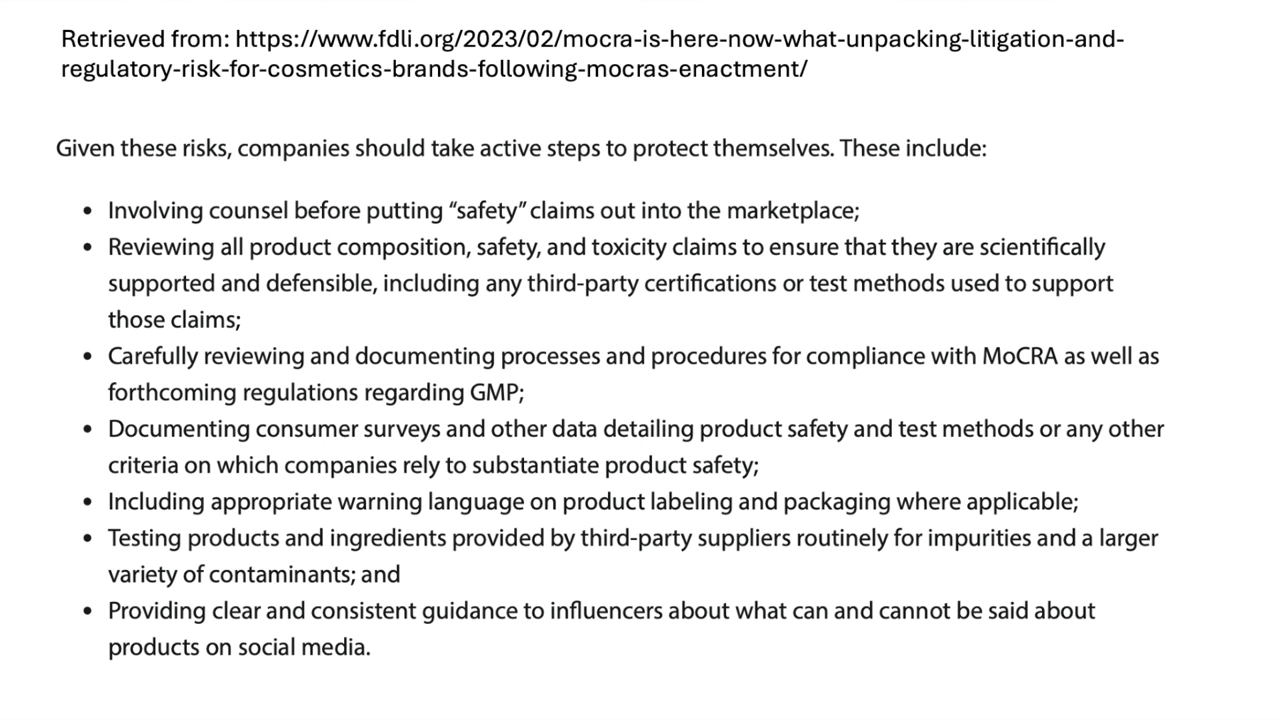 Retrieved from: https://www.fdli.org/2023/02/mocra-is-here-now-what-unpacking-litigation-and-
regulatory-risk-for-cosmetics-brands-following-mocras-enactment/
Given these risks, companies should take active steps to protect themselves. These include:
• Involving counsel before putting “safety” claims out into the marketplace;
• Reviewing all product composition, safety, and toxicity claims to ensure that they are scientifically
supported and defensible, including any third-party certifications or test methods used to support
those claims;
• Carefully reviewing and documenting processes and procedures for compliance with MoCRA as well as
forthcoming regulations regarding GMP;
• Documenting consumer surveys and other data detailing product safety and test methods or any other
criteria on which companies rely to substantiate product safety;
• Including appropriate warning language on product labeling and packaging where applicable;
• Testing products and ingredients provided by third-party suppliers routinely for impurities and a larger
variety of contaminants; and
• Providing clear and consistent guidance to influencers about what can and cannot be said about
products on social media.